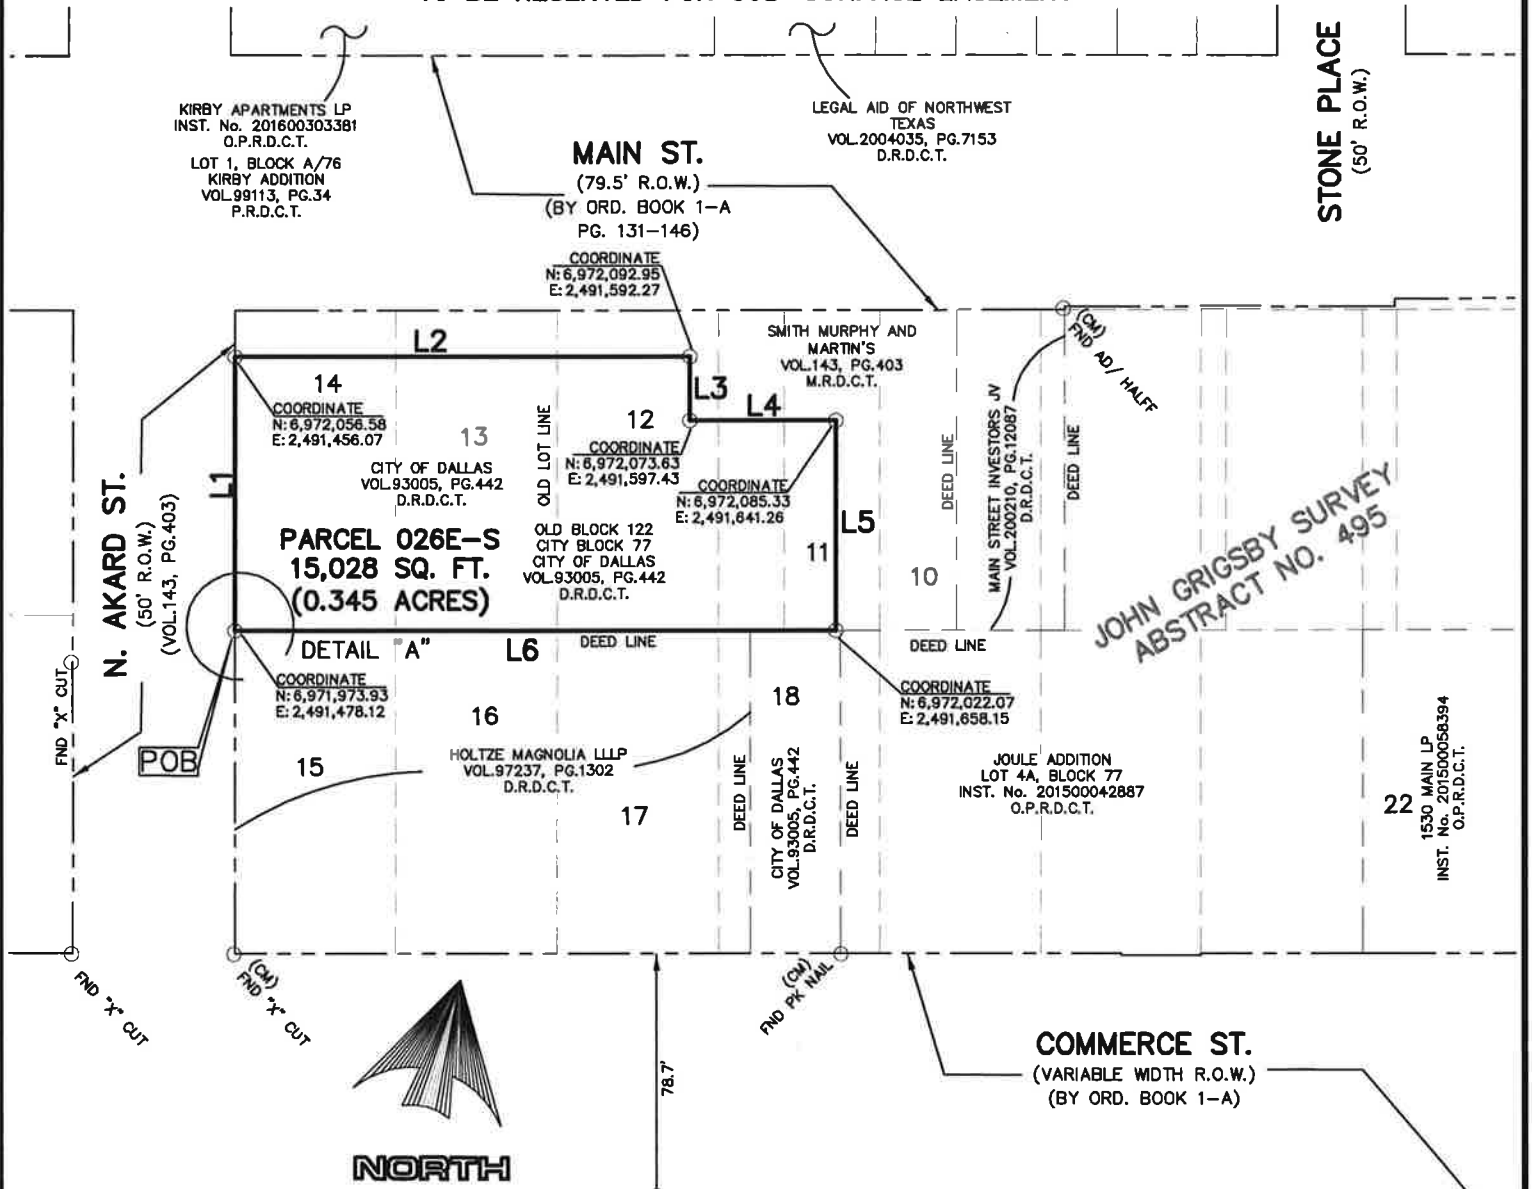 STONE PLACE
(50' R.O.W.)
KIRBY APARTMENTS LP
INST. No. 201600303381
O.P.R.D.C.T.
LOT 1, BLOCK A/76
KIRBY ADDITION
VOL.99113, PG.34
P.R.D.C.T.
LEGAL AID OF NORTHWEST
TEXAS
VOL.2004035, PG.7153
D.R.D.C.T.
MAIN ST.
(79.5' R.O.W.)
(BY ORD. BOOK 1-A
PG. 131-146)
COORDINATE
N: 6,972,092.95
E: 2,491,592.27
SMITH MURPHY AND
MARTIN'S
VOL.143, PG.403
M.R.D.C.T.
(CM)
FND AD/ HALFF
L2
L3
L4
14
COORDINATE
N: 6,972,056.58
E: 2,491,456.07
13
CITY OF DALLAS
VOL.93005, PG.442
D.R.D.C.T.
OLD LOT LINE
12
COORDINATE
N: 6,972,073.63
E: 2,491,597.43
COORDINATE
N: 6,972,085.33
E: 2,491,641.26
L1
L5
11
10
DEED LINE
MAIN STREET INVESTORS JV
VOL.2000210, PG.12087
D.R.D.C.T.
DEED LINE
JOHN GRIGSBY SURVEY
ABSTRACT NO. 495
N. AKARD ST.
(50' R.O.W.)
(VOL.143, PG.403)
PARCEL 026E-S
15,028 SQ. FT.
(0.345 ACRES)
OLD BLOCK 122
CITY BLOCK 77
CITY OF DALLAS
VOL.93005, PG.442
D.R.D.C.T.
DETAIL "A"
L6
DEED LINE
DEED LINE
COORDINATE
N: 6,971,973.93
E: 2,491,478.12
COORDINATE
N: 6,972,022.07
E: 2,491,658.15
FND "X" CUT
POB
15
16
17
18
HOLTZE MAGNOLIA LLLP
VOL.97237, PG.1302
D.R.D.C.T.
DEED LINE
CITY OF DALLAS
VOL.93005, PG.442
D.R.D.C.T.
DEED LINE
JOULE ADDITION
LOT 4A, BLOCK 77
INST. No. 201500042887
O.P.R.D.C.T.
22
1530 MAIN LP
INST. No. 201500058394
O.P.R.D.C.T.
FND "X" CUT
(CM)
FND "X" CUT
(CM)
FND PK NAIL
NORTH
78.7'
COMMERCE ST.
(VARIABLE WIDTH R.O.W.)
(BY ORD. BOOK 1-A)